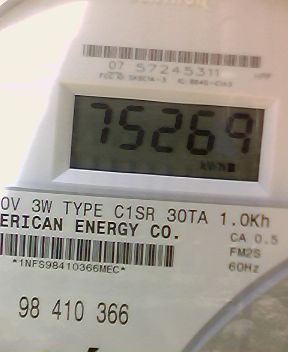 07 57245311
75269
kWh
0V 3W TYPE C1SR 30TA 1.0Kh
ERICAN ENERGY CO.
CA 0.5
FM2S
*1NFS98410366MEC*
60Hz
98 410 366